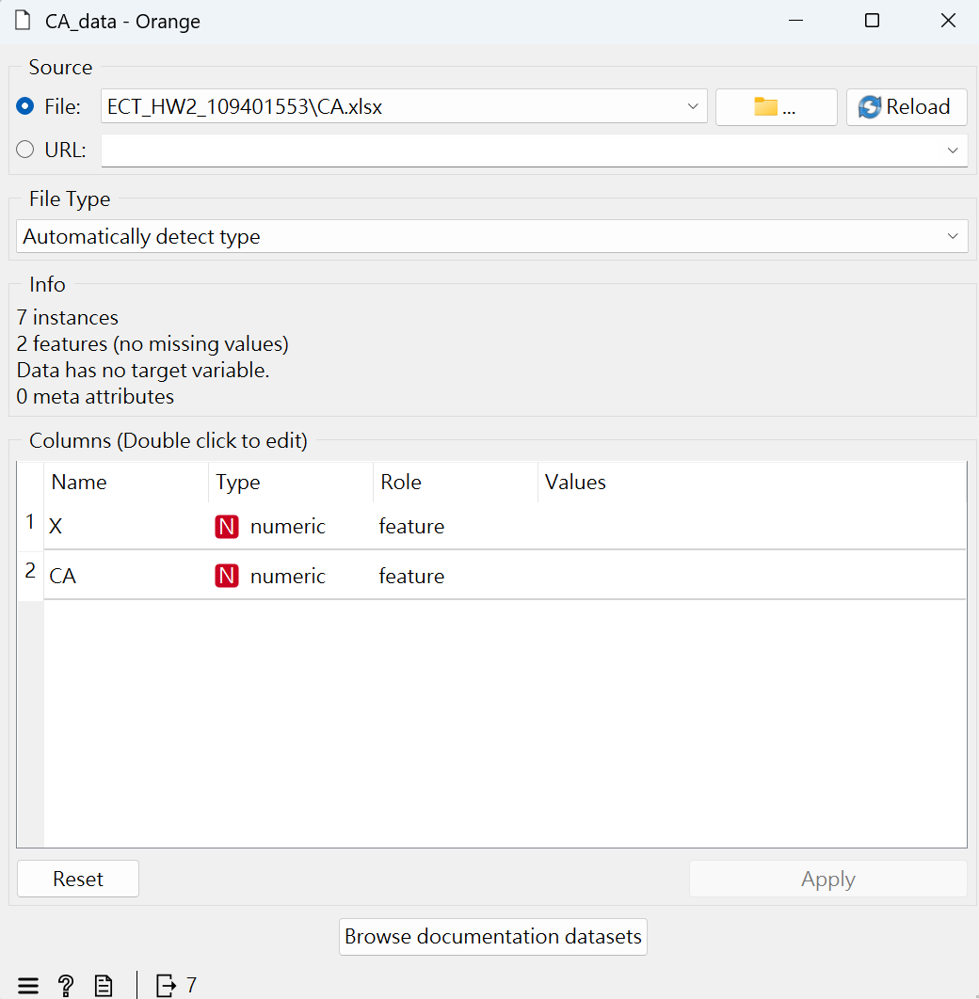 CA_data - Orange
Source
File: ECT_HW2_109401553\CA.xlsx ... Reload
URL:
File Type
Automatically detect type
Info
7 instances
2 features (no missing values)
Data has no target variable.
0 meta attributes
Columns (Double click to edit)
Name Type Role Values
1 X N numeric feature
2 CA N numeric feature
Reset Apply
Browse documentation datasets
? 7